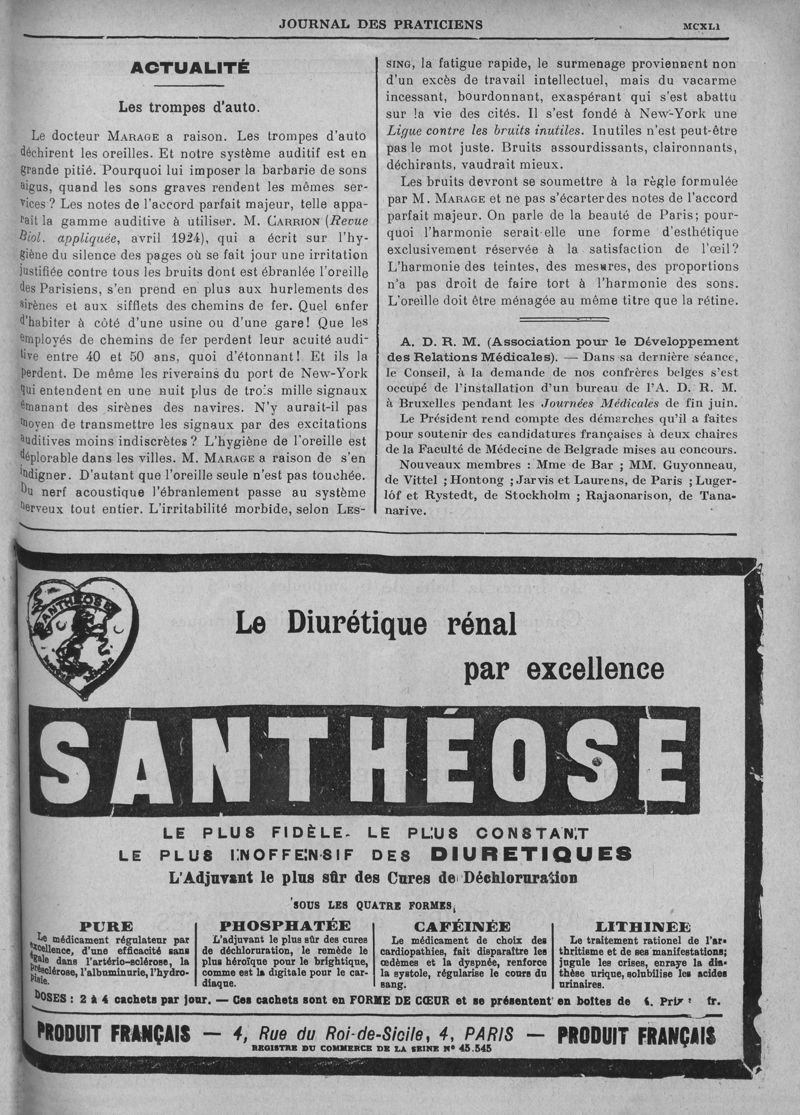 JOURNAL DES PRATICIENS
MCXLI
ACTUALITÉ
Les trompes d'auto.
Le docteur MARAGE a raison. Les trompes d'auto
déchirent les oreilles. Et notre système auditif est en
grande pitié. Pourquoi lui imposer la barbarie de sons
aigus, quand les sons graves rendent les mêmes ser-
vices ? Les notes de l'accord parfait majeur, telle appa-
raît la gamme auditive à utiliser. M. CARRION (Revue
Biol. appliquée, avril 1924), qui a écrit sur l'hy-
giène du silence des pages où se fait jour une irritation
justifiée contre tous les bruits dont est ébranlée l'oreille
des Parisiens, s'en prend en plus aux hurlements des
sirènes et aux sifflets des chemins de fer. Quel enfer
d'habiter à côté d'une usine ou d'une gare! Que les
employés de chemins de fer perdent leur acuité audi-
tive entre 40 et 50 ans, quoi d'étonnant! Et ils la
perdent. De même les riverains du port de New-York
qui entendent en une nuit plus de trois mille signaux
émanant des sirènes des navires. N'y aurait-il pas
moyen de transmettre les signaux par des excitations
auditives moins indiscrètes ? L'hygiène de l'oreille est
déplorable dans les villes. M. MARAGE a raison de s'en
indigner. D'autant que l'oreille seule n'est pas touchée.
Du nerf acoustique l'ébranlement passe au système
nerveux tout entier. L'irritabilité morbide, selon LES-
SING, la fatigue rapide, le surmenage proviennent non
d'un excès de travail intellectuel, mais du vacarme
incessant, bourdonnant, exaspérant qui s'est abattu
sur la vie des cités. Il s'est fondé à New-York une
Ligue contre les bruits inutiles. Inutiles n'est peut-être
pas le mot juste. Bruits assourdissants, claironnants,
déchirants, vaudrait mieux.
Les bruits devront se soumettre à la règle formulée
par M. MARAGE et ne pas s'écarter des notes de l'accord
parfait majeur. On parle de la beauté de Paris; pour-
quoi l'harmonie serait-elle une forme d'esthétique
exclusivement réservée à la satisfaction de l'œil?
L'harmonie des teintes, des mesures, des proportions
n'a pas droit de faire tort à l'harmonie des sons.
L'oreille doit être ménagée au même titre que la rétine.
A. D. R. M. (Association pour le Développement
des Relations Médicales). — Dans sa dernière séance,
le Conseil, à la demande de nos confrères belges s'est
occupé de l'installation d'un bureau de l'A. D. R. M.
à Bruxelles pendant les Journées Médicales de fin juin.
Le Président rend compte des démarches qu'il a faites
pour soutenir des candidatures françaises à deux chaires
de la Faculté de Médecine de Belgrade mises au concours.
Nouveaux membres : Mme de Bar ; MM. Guyonneau,
de Vittel ; Hontong ; Jarvis et Laurens, de Paris ; Luger-
löf et Rystedt, de Stockholm ; Rajaonarison, de Tana-
narive.
SANTHÉOSE
Le Diurétique rénal
par excellence
SANTHÉOSE
LE PLUS FIDÈLE - LE PLUS CONSTANT
LE PLUS INOFFENSIF DES DIURETIQUES
L'Adjuvant le plus sûr des Cures de Déchloruration
SOUS LES QUATRE FORMES
PURE
Le médicament régulateur par
excellence, d'une efficacité sans
égale dans l'artério-sclérose, la
présclérose, l'albuminurie, l'hydro-
pisie.
PHOSPHATÉE
L'adjuvant le plus sûr des cures
de déchloruration, le remède le
plus héroïque pour le brightique,
comme est la digitale pour le car-
diaque.
CAFÉINÉE
Le médicament de choix des
cardiopathies, fait disparaître les
œdèmes et la dyspnée, renforce
la systole, régularise le cours du
sang.
LITHINÉE
Le traitement rationel de l'ar-
thritisme et de ses manifestations;
jugule les crises, enraye la dia-
thèse urique, solubilise les acides
urinaires.
DOSES : 2 à 4 cachets par jour. — Ces cachets sont en FORME DE CŒUR et se présentent en boîtes de Prix : fr.
PRODUIT FRANÇAIS — 4, Rue du Roi-de-Sicile, 4, PARIS — PRODUIT FRANÇAIS
REGISTRE DU COMMERCE DE LA SEINE N° 45.545